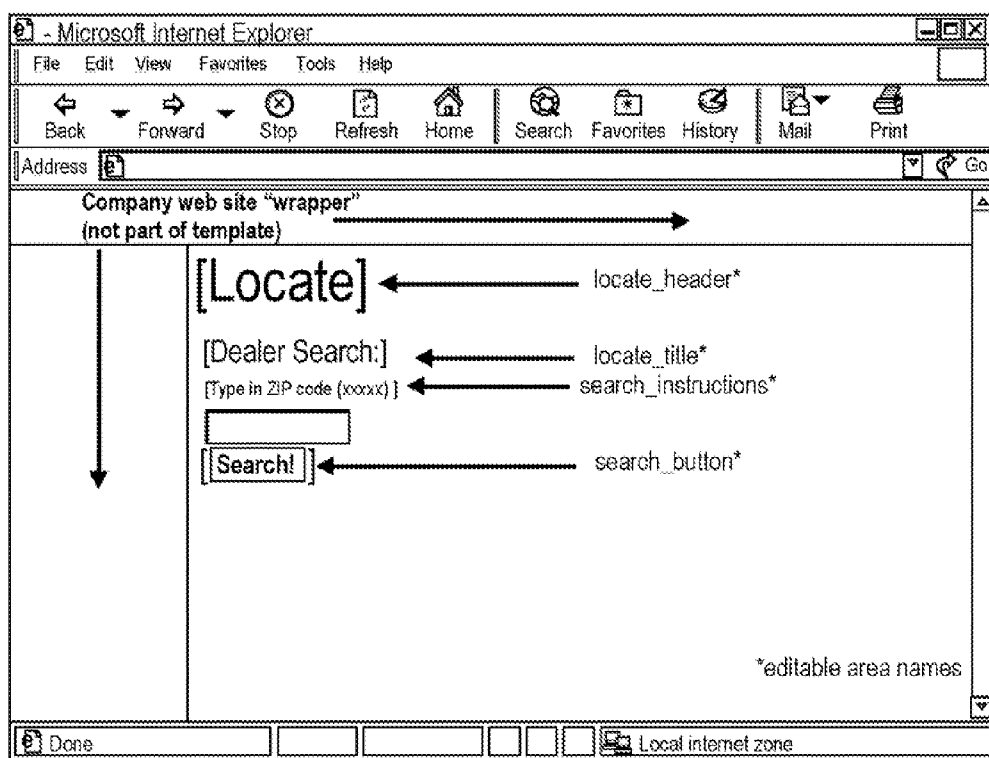 - Microsoft Internet Explorer
File Edit View Favorites Tools Help
Back Forward Stop Refresh Home Search Favorites History Mail Print
Address Go
Company web site “wrapper”
(not part of template)
[Locate] locate_header*
[Dealer Search:] locate_title*
[Type in ZIP code (xxxxx) ] search_instructions*
[Search! ] search_button*
*editable area names
Done Local internet zone